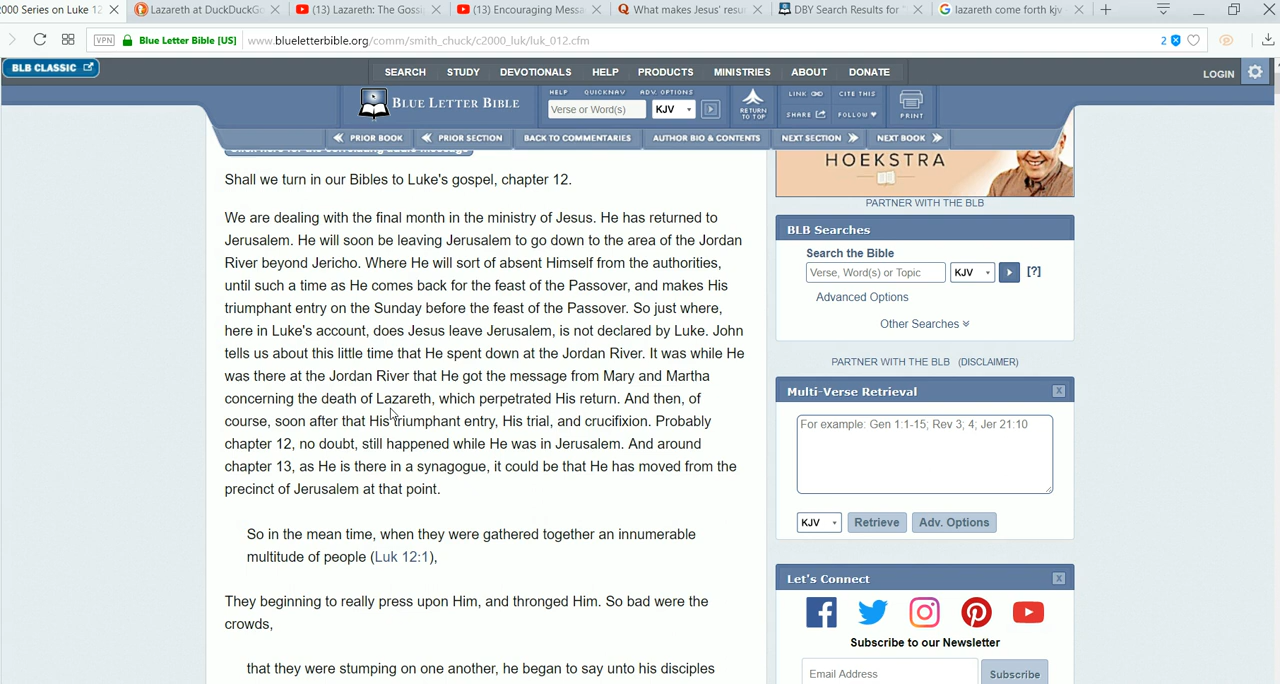 2000 Series on Luke 12
Lazareth at DuckDuckGo
(13) Lazareth: The Gossi
(13) Encouraging Messa
What makes Jesus' resu
DBY Search Results for "
lazareth come forth kjv
VPN
Blue Letter Bible [US]
www.blueletterbible.org/comm/smith_chuck/c2000_luk/luk_012.cfm
2
BLB CLASSIC
SEARCH STUDY DEVOTIONALS HELP PRODUCTS MINISTRIES ABOUT DONATE
LOGIN
BLUE LETTER BIBLE
HELP QUICKNAV ADV. OPTIONS
Verse or Word(s)
KJV
RETURN TO TOP
LINK CITE THIS
SHARE FOLLOW
PRINT
PRIOR BOOK PRIOR SECTION BACK TO COMMENTARIES AUTHOR BIO & CONTENTS NEXT SECTION NEXT BOOK
Shall we turn in our Bibles to Luke's gospel, chapter 12.
We are dealing with the final month in the ministry of Jesus. He has returned to
Jerusalem. He will soon be leaving Jerusalem to go down to the area of the Jordan
River beyond Jericho. Where He will sort of absent Himself from the authorities,
until such a time as He comes back for the feast of the Passover, and makes His
triumphant entry on the Sunday before the feast of the Passover. So just where,
here in Luke's account, does Jesus leave Jerusalem, is not declared by Luke. John
tells us about this little time that He spent down at the Jordan River. It was while He
was there at the Jordan River that He got the message from Mary and Martha
concerning the death of Lazareth, which perpetrated His return. And then, of
course, soon after that His triumphant entry, His trial, and crucifixion. Probably
chapter 12, no doubt, still happened while He was in Jerusalem. And around
chapter 13, as He is there in a synagogue, it could be that He has moved from the
precinct of Jerusalem at that point.
So in the mean time, when they were gathered together an innumerable
multitude of people (Luk 12:1),
They beginning to really press upon Him, and thronged Him. So bad were the
crowds,
that they were stumping on one another, he began to say unto his disciples
HOEKSTRA
PARTNER WITH THE BLB
BLB Searches
Search the Bible
Verse, Word(s) or Topic
KJV
[?]
Advanced Options
Other Searches
PARTNER WITH THE BLB (DISCLAIMER)
Multi-Verse Retrieval
X
For example: Gen 1:1-15; Rev 3; 4; Jer 21:10
KJV
Retrieve
Adv. Options
Let's Connect
X
Subscribe to our Newsletter
Email Address
Subscribe